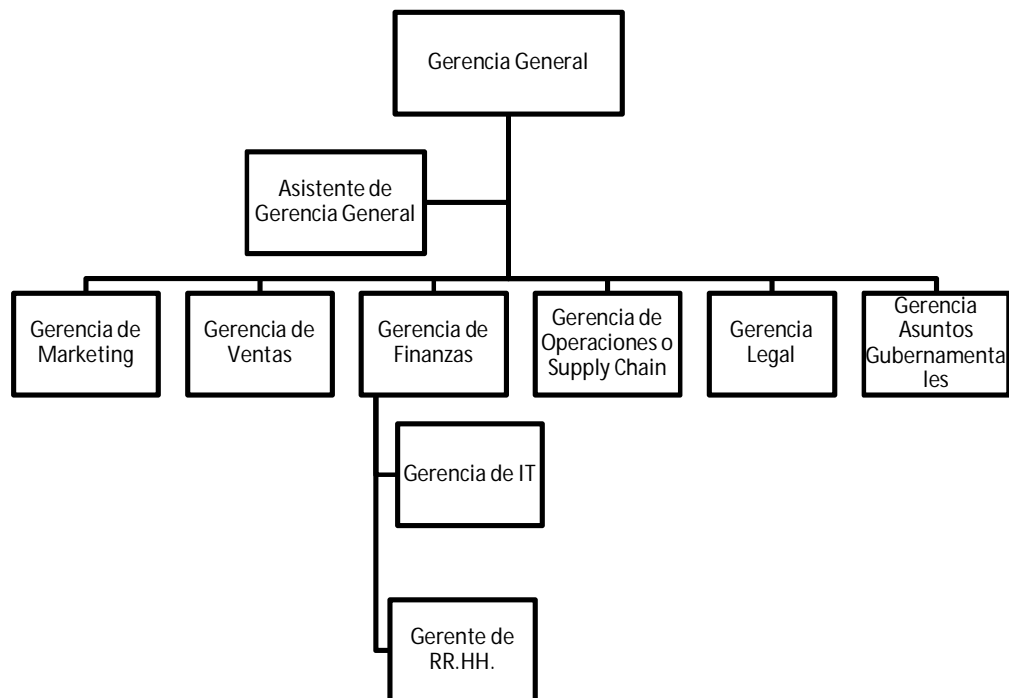 Gerencia General
Asistente de
Gerencia General
Gerencia de
Marketing
Gerencia de
Ventas
Gerencia de
Finanzas
Gerencia de
Operaciones o
Supply Chain
Gerencia
Legal
Gerencia
Asuntos
Gubernamenta
les
Gerencia de IT
Gerente de
RR.HH.